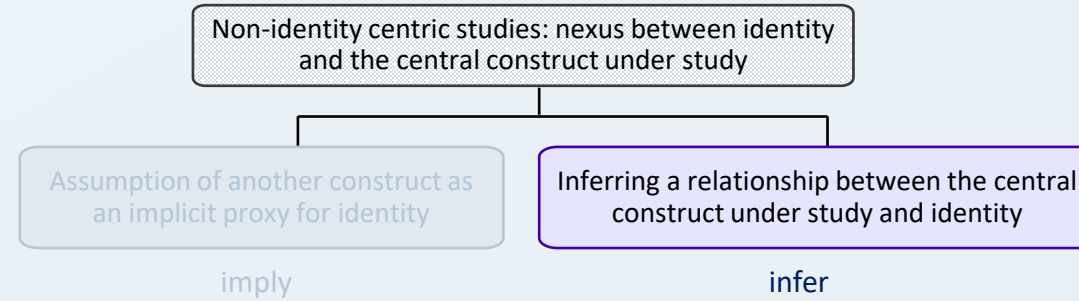 Non-identity centric studies: nexus between identity
and the central construct under study
Assumption of another construct as
an implicit proxy for identity
Inferring a relationship between the central
construct under study and identity
imply
infer